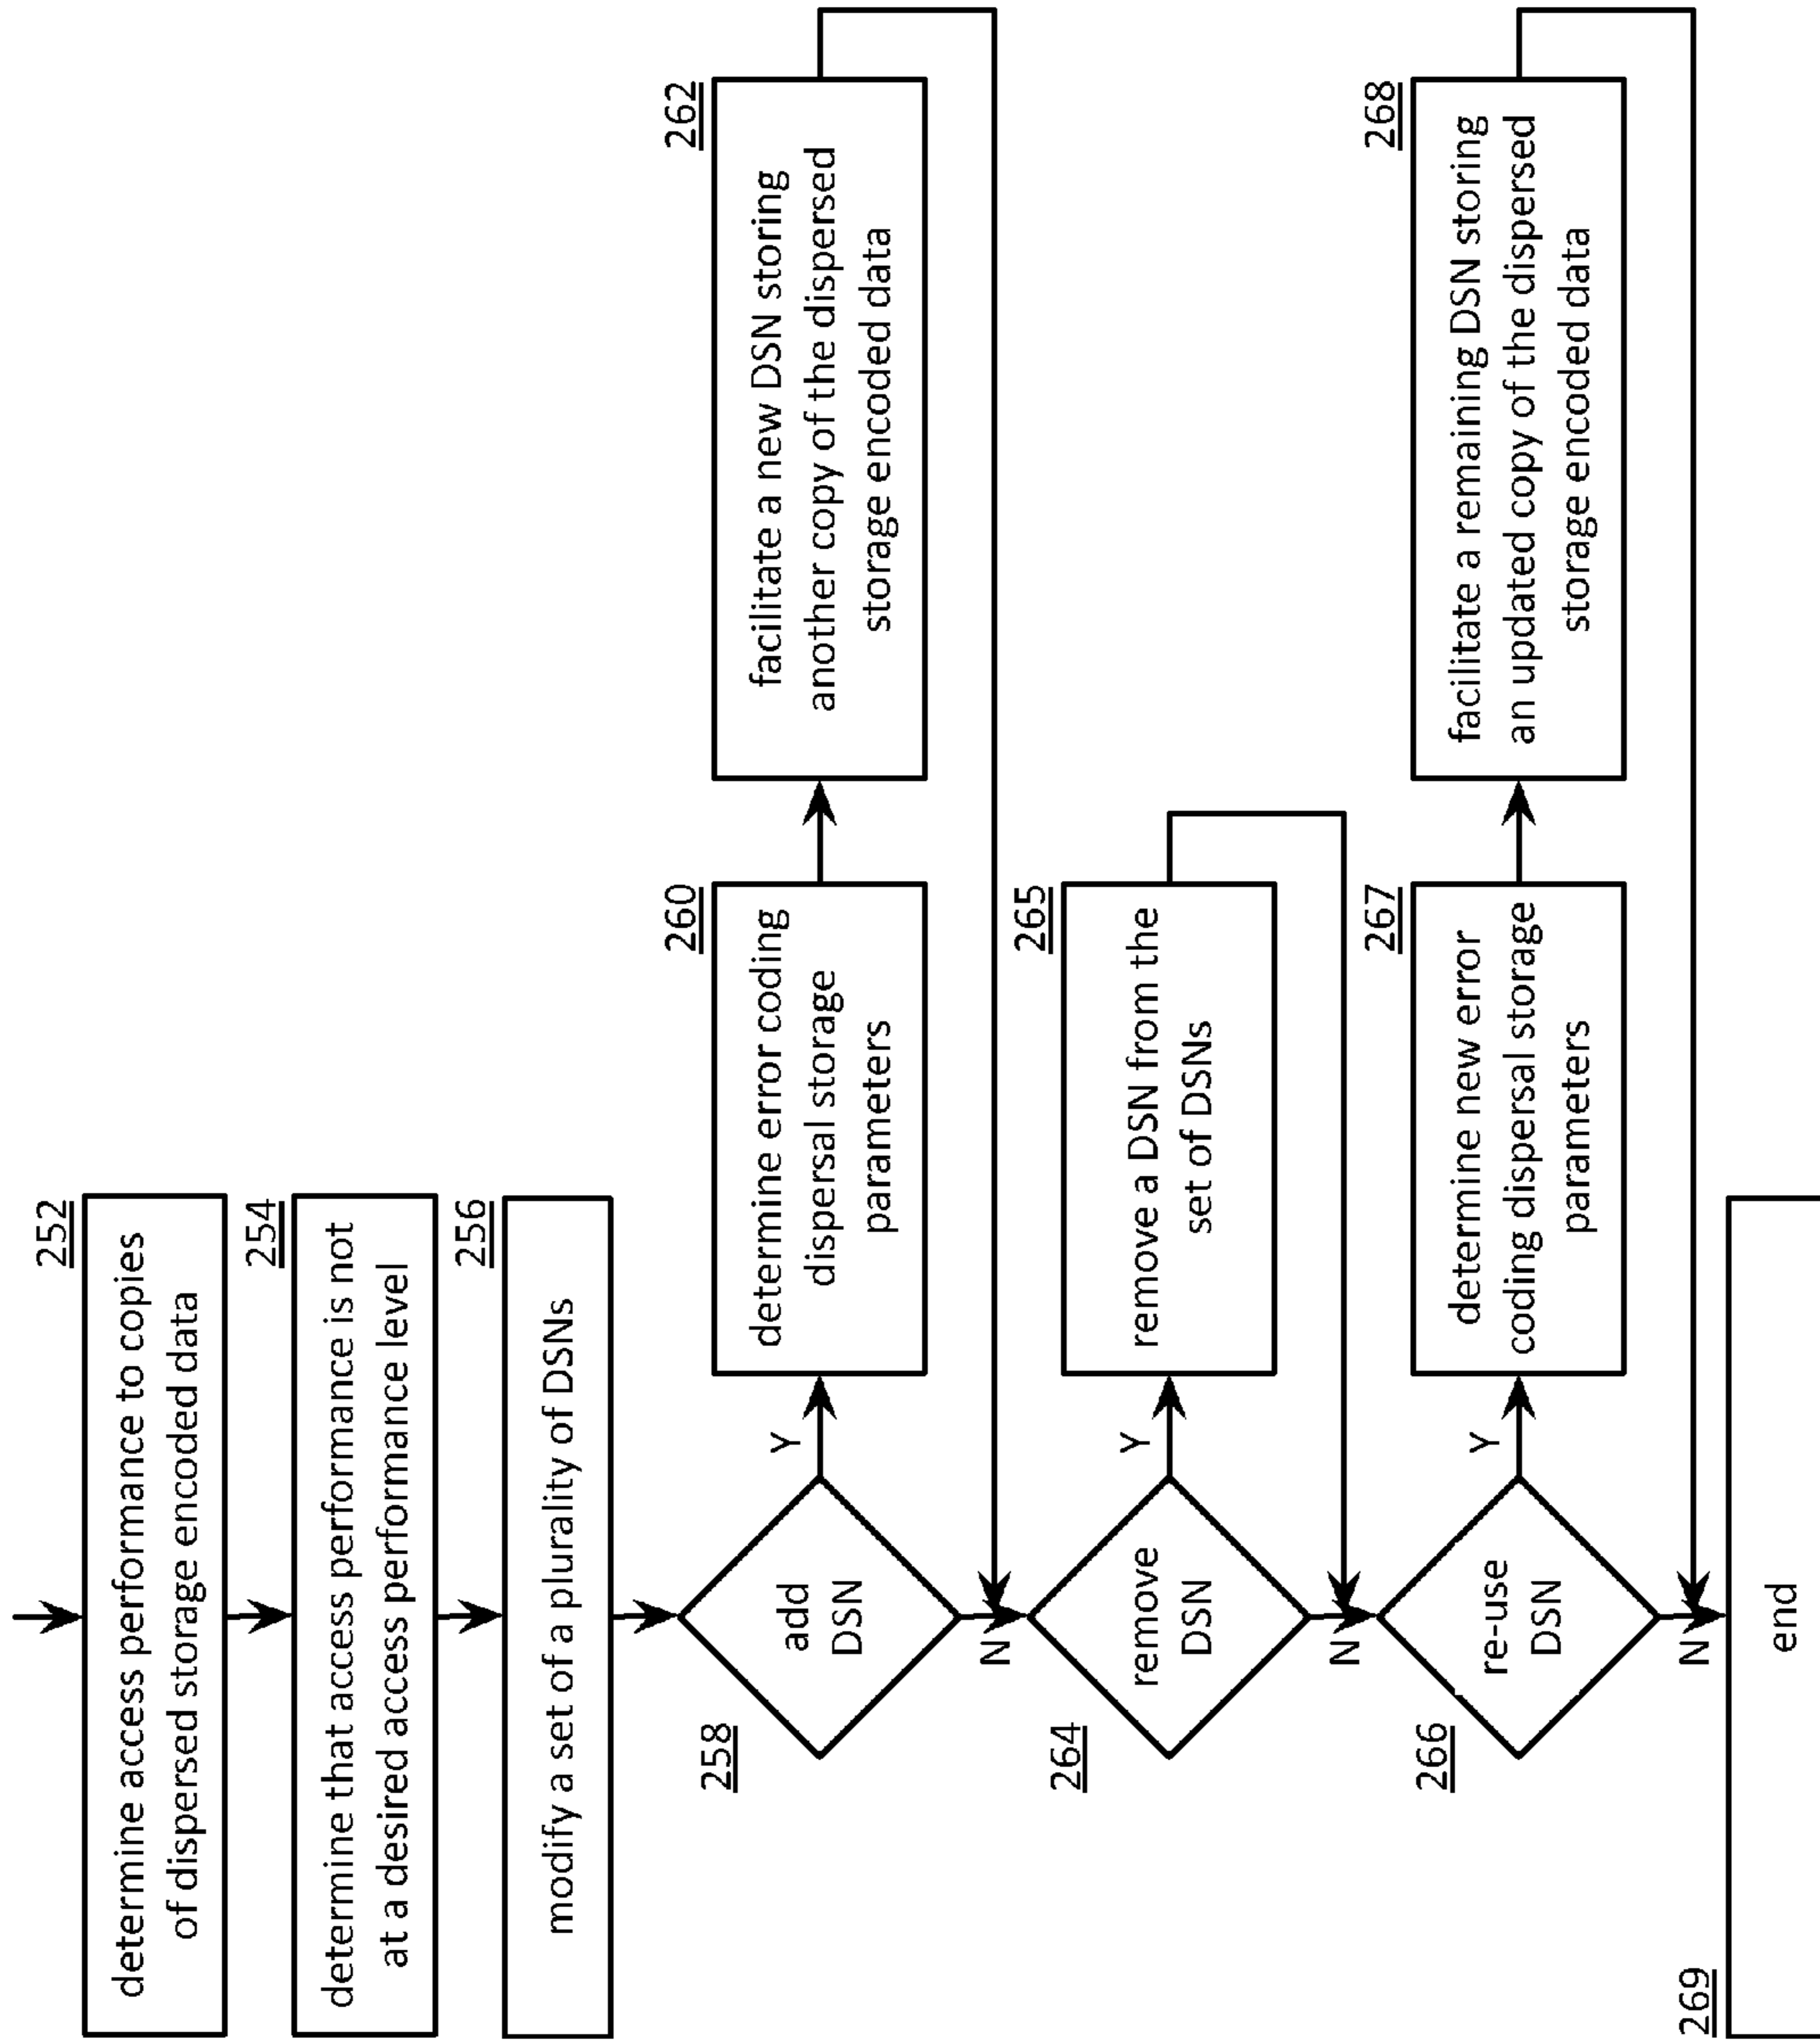 252
determine access performance to copies
of dispersed storage encoded data
254
determine that access performance is not
at a desired access performance level
256
modify a set of a plurality of DSNs
258
add
DSN
Y
N
260
determine error coding
dispersal storage
parameters
262
facilitate a new DSN storing
another copy of the dispersed
storage encoded data
264
remove
DSN
Y
N
265
remove a DSN from the
set of DSNs
266
re-use
DSN
Y
N
267
determine new error
coding dispersal storage
parameters
268
facilitate a remaining DSN storing
an updated copy of the dispersed
storage encoded data
269
end